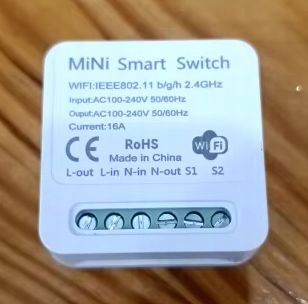 MiNi Smart Switch
WIFI:IEEE802.11 b/g/h 2.4GHz
Input:AC100-240V 50/60Hz
Ouput:AC100-240V 50/60Hz
Current:16A
CE RoHS WiFi
Made in China
L-out L-in N-in N-out S1 S2